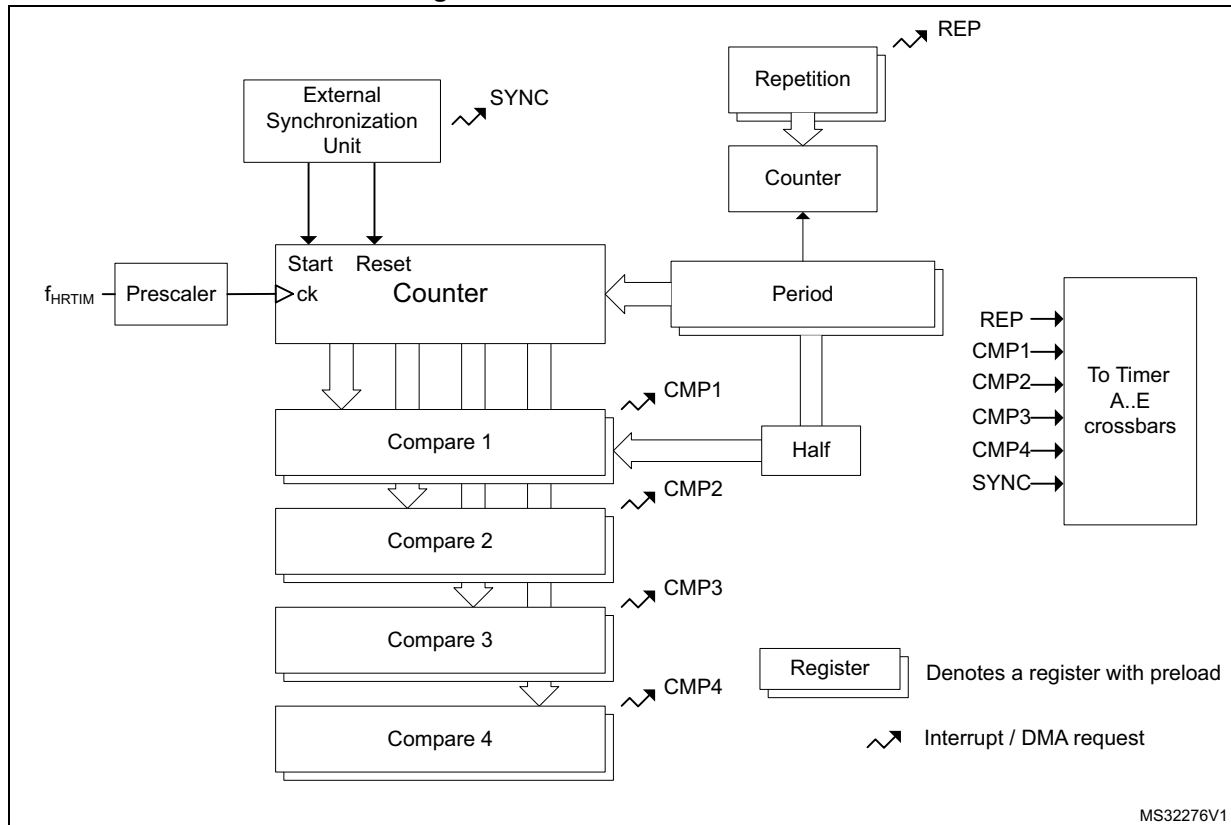 REP
Repetition
External
Synchronization
Unit
SYNC
Counter
Start Reset
fHRTIM
Prescaler
ck
Counter
Period
REP
CMP1
CMP2
CMP3
CMP4
SYNC
To Timer
A..E
crossbars
CMP1
Compare 1
Half
CMP2
Compare 2
CMP3
Compare 3
Register
Denotes a register with preload
CMP4
Compare 4
Interrupt / DMA request
MS32276V1